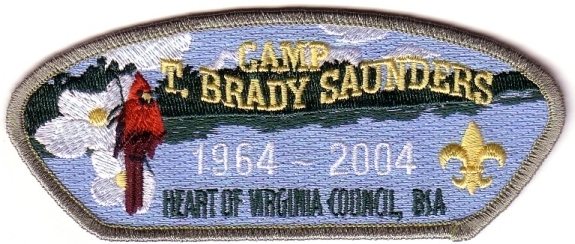 CAMP
T. BRADY SAUNDERS
1964 ~ 2004
HEART OF VIRGINIA COUNCIL, BSA